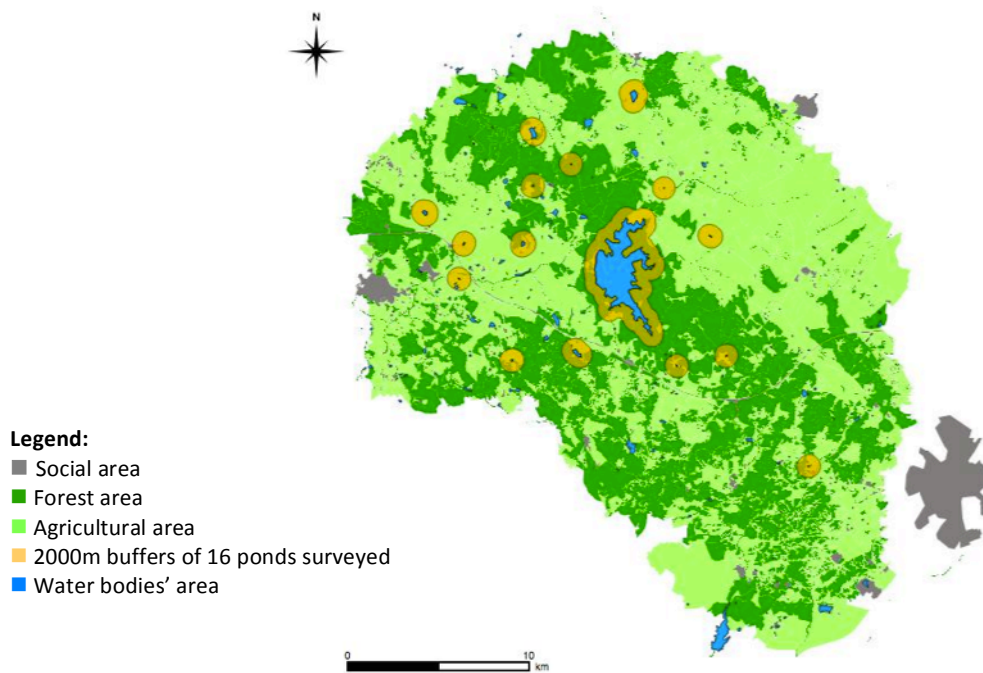 N
Legend:
Social area
Forest area
Agricultural area
2000m buffers of 16 ponds surveyed
Water bodies' area
0 10
km